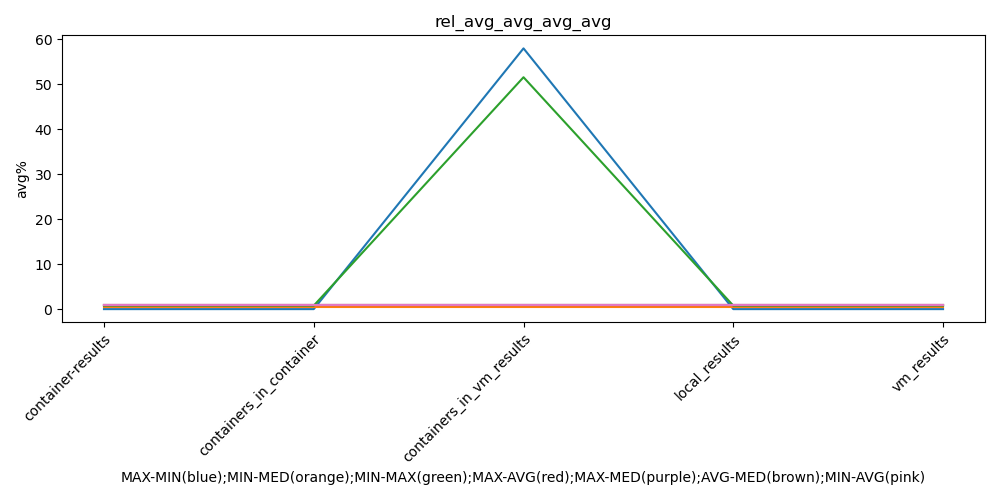 rel_avg_avg_avg_avg
60
50
40
30
20
10
0
avg%
container-results
containers_in_container
containers_in_vm_results
local_results
vm_results
MAX-MIN(blue);MIN-MED(orange);MIN-MAX(green);MAX-AVG(red);MAX-MED(purple);AVG-MED(brown);MIN-AVG(pink)